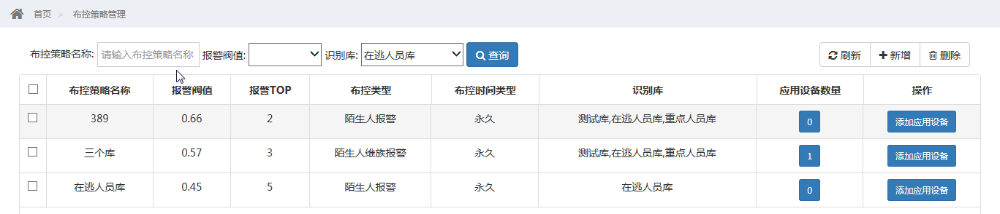 首页 > 布控策略管理
布控策略名称: 请输入布控策略名称 报警阀值: 识别库: 在逃人员库 查询 刷新 新增 删除
布控策略名称 报警阀值 报警TOP 布控类型 布控时间类型 识别库 应用设备数量 操作
389 0.66 2 陌生人报警 永久 测试库,在逃人员库,重点人员库 0 添加应用设备
三个库 0.57 3 陌生人维族报警 永久 测试库,在逃人员库,重点人员库 1 添加应用设备
在逃人员库 0.45 5 陌生人报警 永久 在逃人员库 0 添加应用设备